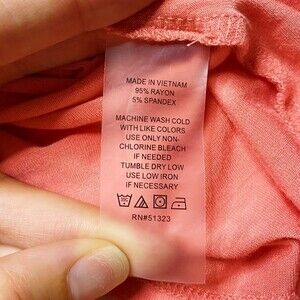 MADE IN VIETNAM
95% RAYON
5% SPANDEX
MACHINE WASH COLD
WITH LIKE COLORS
USE ONLY NON-
CHLORINE BLEACH
IF NEEDED
TUMBLE DRY LOW
USE LOW IRON
IF NECESSARY
RN#51323